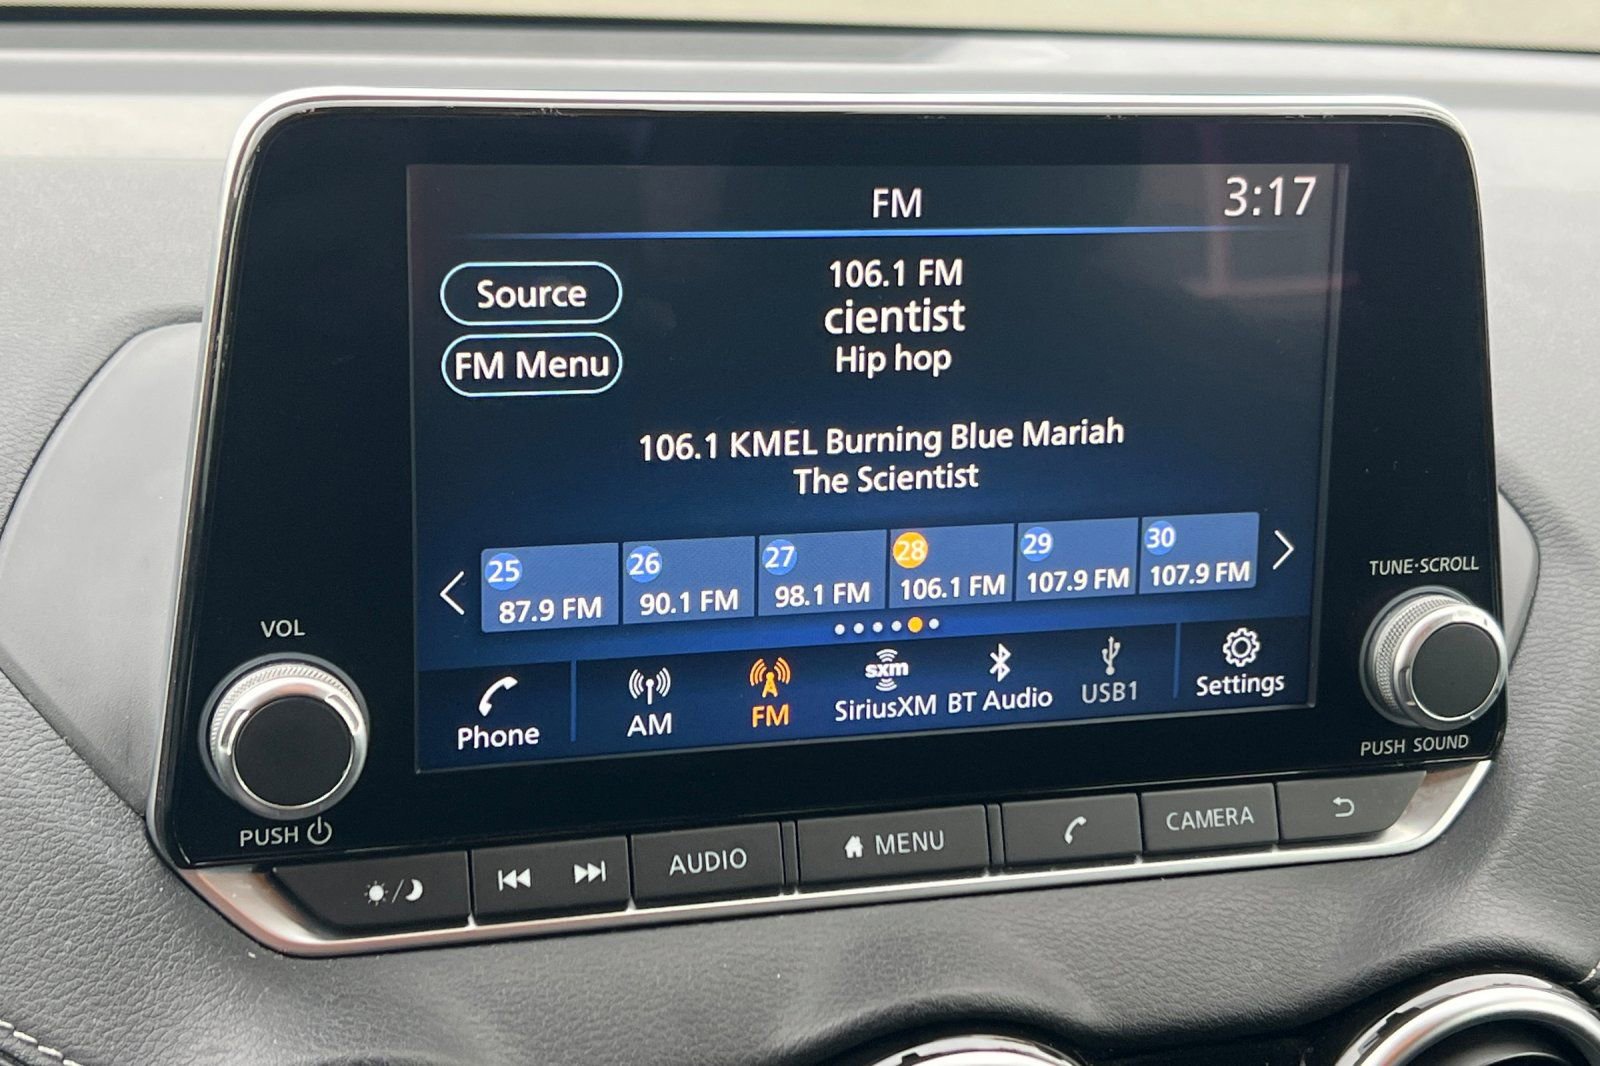 FM
3:17
Source
FM Menu
106.1 FM
cientist
Hip hop
106.1 KMEL Burning Blue Mariah
The Scientist
25
87.9 FM
26
90.1 FM
27
98.1 FM
28
106.1 FM
29
107.9 FM
30
107.9 FM
Phone
AM
FM
sxm
SiriusXM
BT Audio
USB1
Settings
VOL
PUSH
TUNE·SCROLL
PUSH SOUND
AUDIO
MENU
CAMERA